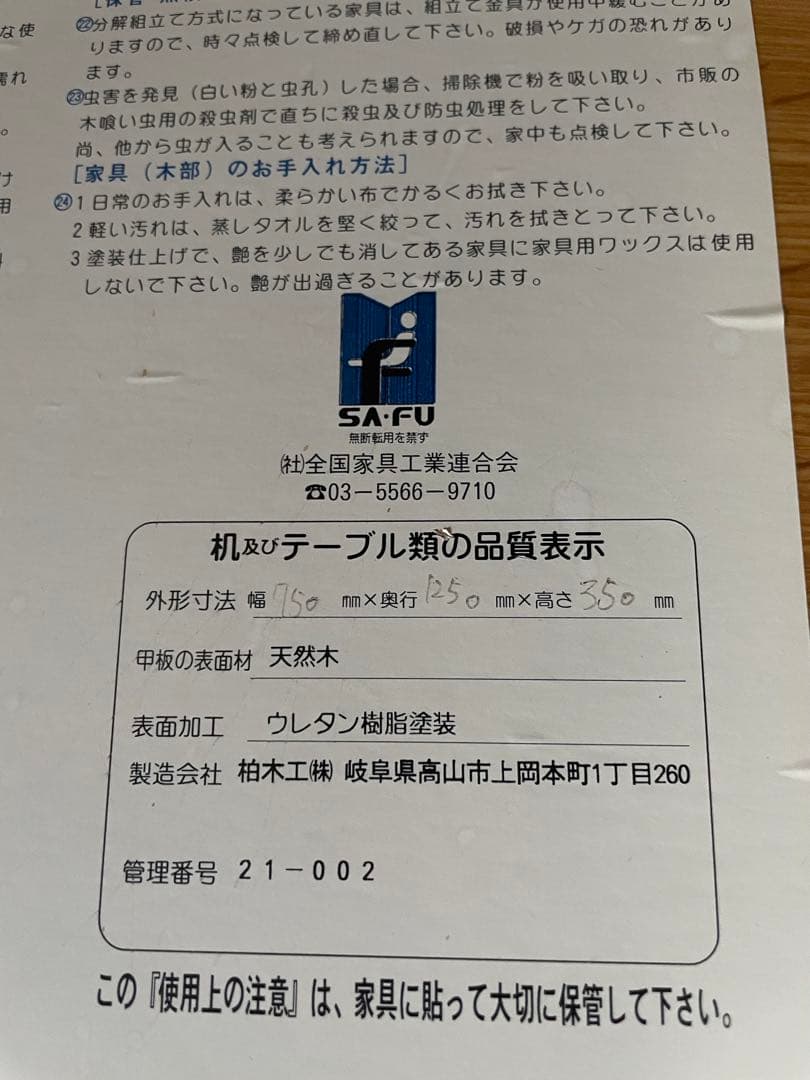 ㉒分解組立て方式になっている家具は、組立て金具が使用中緩むことがあ
りますので、時々点検して締め直して下さい。破損やケガの恐れがあり
ます。
㉓虫害を発見（白い粉と虫孔）した場合、掃除機で粉を吸い取り、市販の
木喰い虫用の殺虫剤で直ちに殺虫及び防虫処理をして下さい。
尚、他から虫が入ることも考えられますので、家中も点検して下さい。
［家具（木部）のお手入れ方法］
㉔1日常のお手入れは、柔らかい布でかるくお拭き下さい。
2軽い汚れは、蒸しタオルを堅く絞って、汚れを拭きとって下さい。
3塗装仕上げで、艶を少しでも消してある家具に家具用ワックスは使用
しないで下さい。艶が出過ぎることがあります。
SA・FU
無断転用を禁ず
㈳全国家具工業連合会
☎03－5566－9710
机及びテーブル類の品質表示
外形寸法 幅 750 mm×奥行 1250 mm×高さ 350 mm
甲板の表面材 天然木
表面加工 ウレタン樹脂塗装
製造会社 柏木工㈱ 岐阜県高山市上岡本町1丁目260
管理番号 21－002
この『使用上の注意』は、家具に貼って大切に保管して下さい。